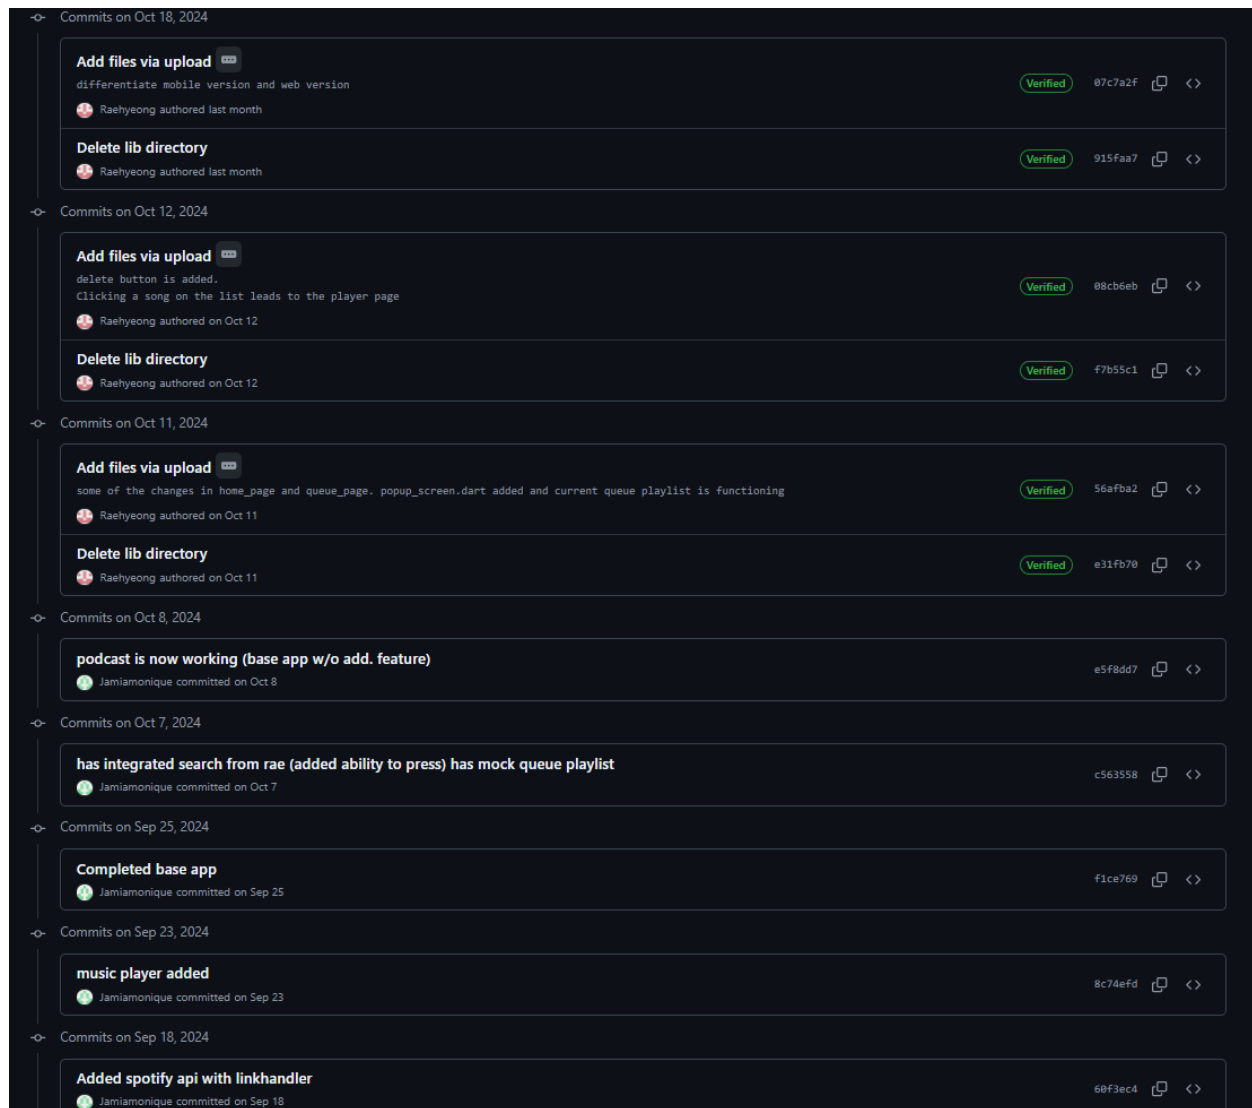 Commits on Oct 18, 2024
Add files via upload
differentiate mobile version and web version
Raehyeong authored last month
Verified
07c7a2f
Delete lib directory
Raehyeong authored last month
Verified
915faa7
Commits on Oct 12, 2024
Add files via upload
delete button is added.
Clicking a song on the list leads to the player page
Raehyeong authored on Oct 12
Verified
08cb6eb
Delete lib directory
Raehyeong authored on Oct 12
Verified
f7b55c1
Commits on Oct 11, 2024
Add files via upload
some of the changes in home_page and queue_page. popup_screen.dart added and current queue playlist is functioning
Raehyeong authored on Oct 11
Verified
56afba2
Delete lib directory
Raehyeong authored on Oct 11
Verified
e31fb70
Commits on Oct 8, 2024
podcast is now working (base app w/o add. feature)
Jamiamonique committed on Oct 8
e5f8dd7
Commits on Oct 7, 2024
has integrated search from rae (added ability to press) has mock queue playlist
Jamiamonique committed on Oct 7
c563558
Commits on Sep 25, 2024
Completed base app
Jamiamonique committed on Sep 25
f1ce769
Commits on Sep 23, 2024
music player added
Jamiamonique committed on Sep 23
8c74efd
Commits on Sep 18, 2024
Added spotify api with linkhandler
Jamiamonique committed on Sep 18
60f3ec4